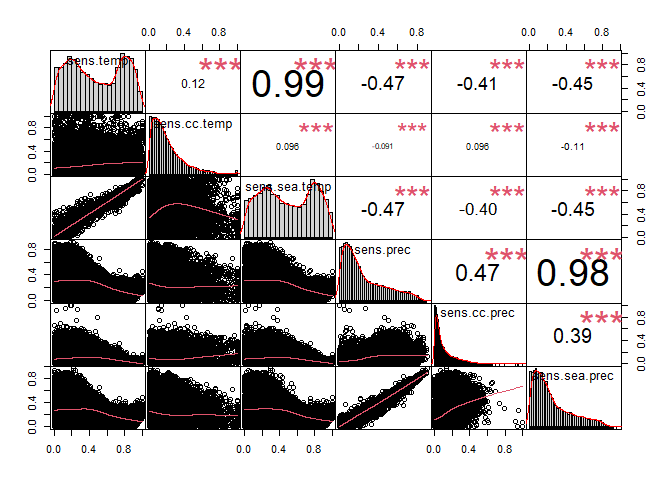 0.0 0.4 0.8 0.0 0.4 0.8 0.0 0.4 0.8
sens.temp *** 0.12 *** 0.99 *** -0.47 *** -0.41 *** -0.45 0.0 0.4 0.8
0.0 0.4 0.8 sens.cc.temp *** 0.096 *** -0.091 *** 0.096 *** -0.11
sens.sea.temp *** -0.47 *** -0.40 *** -0.45 0.0 0.4 0.8
0.0 0.4 0.8 sens.prec *** 0.47 *** 0.98
sens.cc.prec *** 0.39 0.0 0.4 0.8
0.0 0.4 0.8 sens.sea.prec
0.0 0.4 0.8 0.0 0.4 0.8 0.0 0.4 0.8